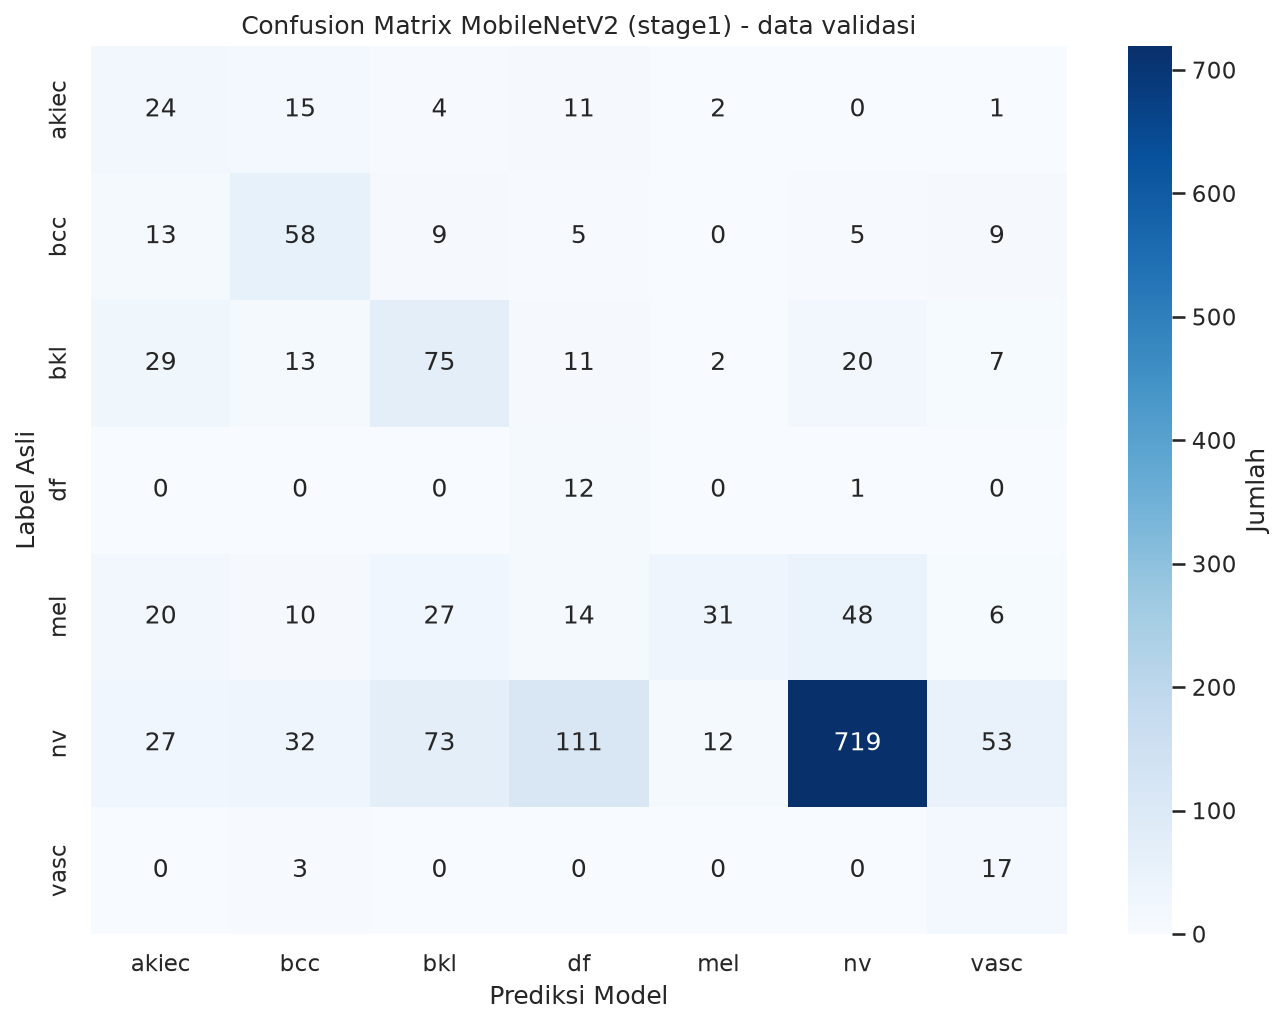 Confusion Matrix MobileNetV2 (stage1) - data validasi
Label Asli
akiec 24 15 4 11 2 0 1
bcc 13 58 9 5 0 5 9
bkl 29 13 75 11 2 20 7
df 0 0 0 12 0 1 0
mel 20 10 27 14 31 48 6
nv 27 32 73 111 12 719 53
vasc 0 3 0 0 0 0 17
akiec bcc bkl df mel nv vasc
Prediksi Model
700
600
500
400
300
200
100
0
Jumlah